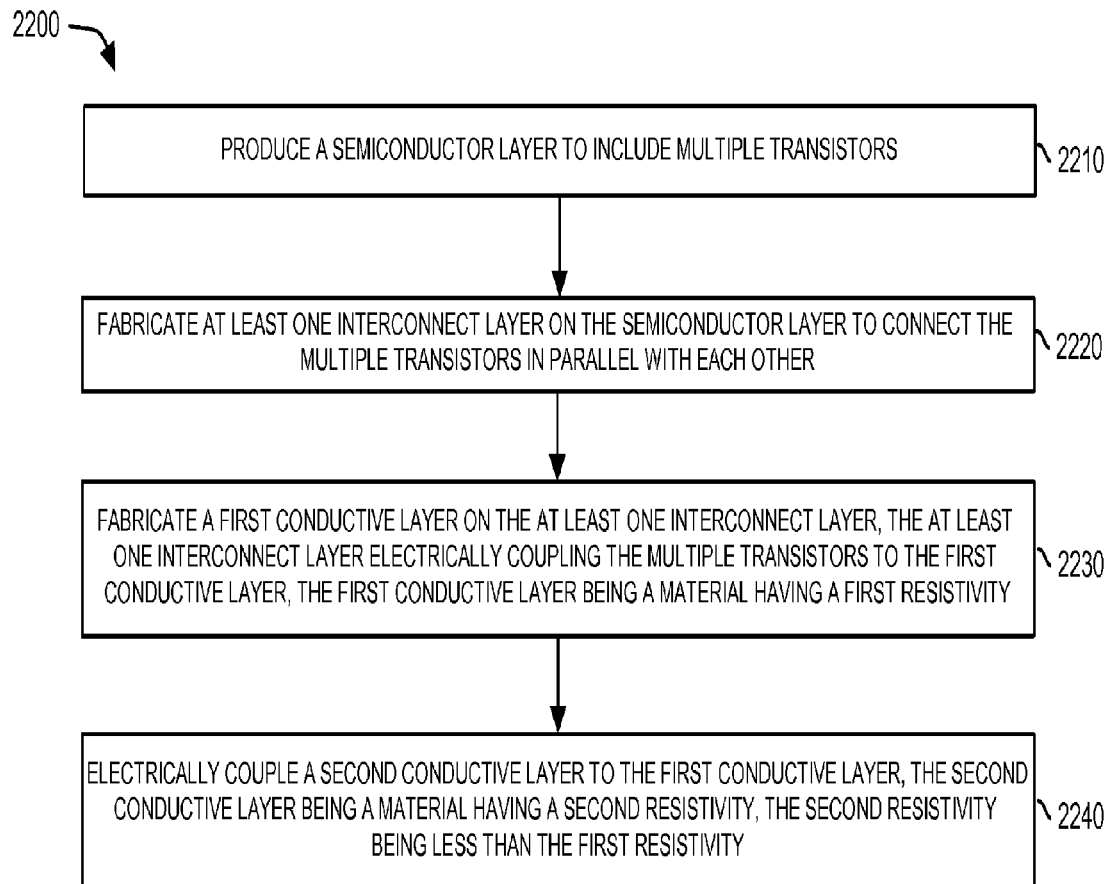 2200
PRODUCE A SEMICONDUCTOR LAYER TO INCLUDE MULTIPLE TRANSISTORS
2210
FABRICATE AT LEAST ONE INTERCONNECT LAYER ON THE SEMICONDUCTOR LAYER TO CONNECT THE
MULTIPLE TRANSISTORS IN PARALLEL WITH EACH OTHER
2220
FABRICATE A FIRST CONDUCTIVE LAYER ON THE AT LEAST ONE INTERCONNECT LAYER, THE AT LEAST
ONE INTERCONNECT LAYER ELECTRICALLY COUPLING THE MULTIPLE TRANSISTORS TO THE FIRST
CONDUCTIVE LAYER, THE FIRST CONDUCTIVE LAYER BEING A MATERIAL HAVING A FIRST RESISTIVITY
2230
ELECTRICALLY COUPLE A SECOND CONDUCTIVE LAYER TO THE FIRST CONDUCTIVE LAYER, THE SECOND
CONDUCTIVE LAYER BEING A MATERIAL HAVING A SECOND RESISTIVITY, THE SECOND RESISTIVITY
BEING LESS THAN THE FIRST RESISTIVITY
2240